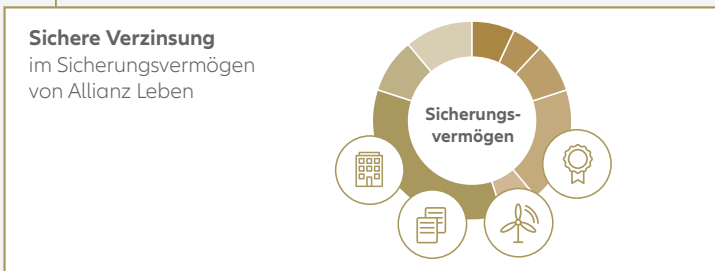 Sichere Verzinsung
im Sicherungsvermögen
von Allianz Leben
Sicherungs-
vermögen